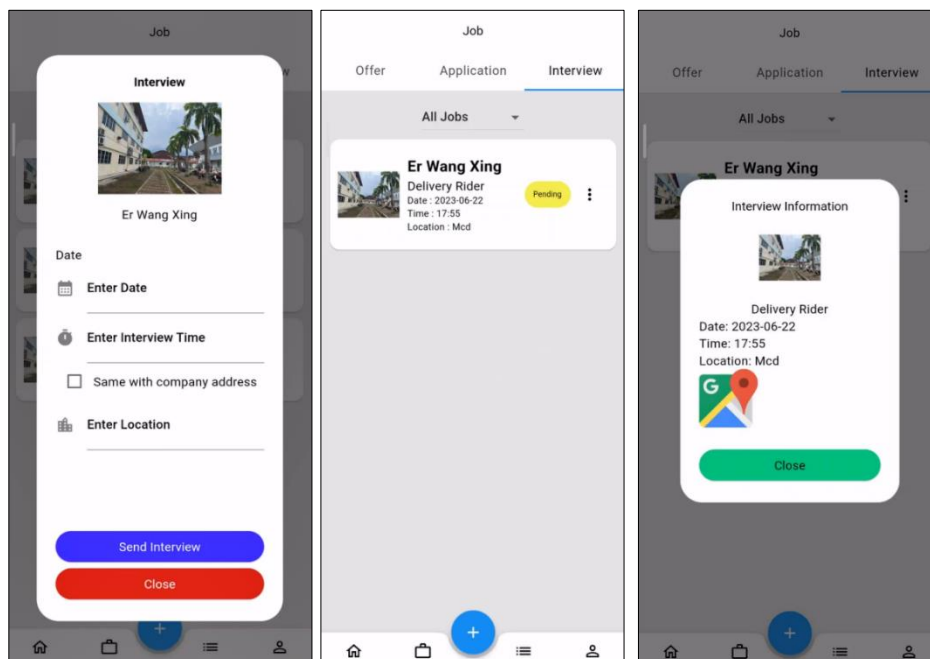 Job
Interview
Er Wang Xing
Date
Enter Date
Enter Interview Time
Same with company address
Enter Location
Send Interview
Close
+
Job
Offer Application Interview
All Jobs
Er Wang Xing
Delivery Rider
Date : 2023-06-22
Time : 17:55
Location : Mcd
Pending
+
Job
Offer Application Interview
All Jobs
Er Wang Xing
Interview Information
Delivery Rider
Date: 2023-06-22
Time: 17:55
Location: Mcd
G
Close
+